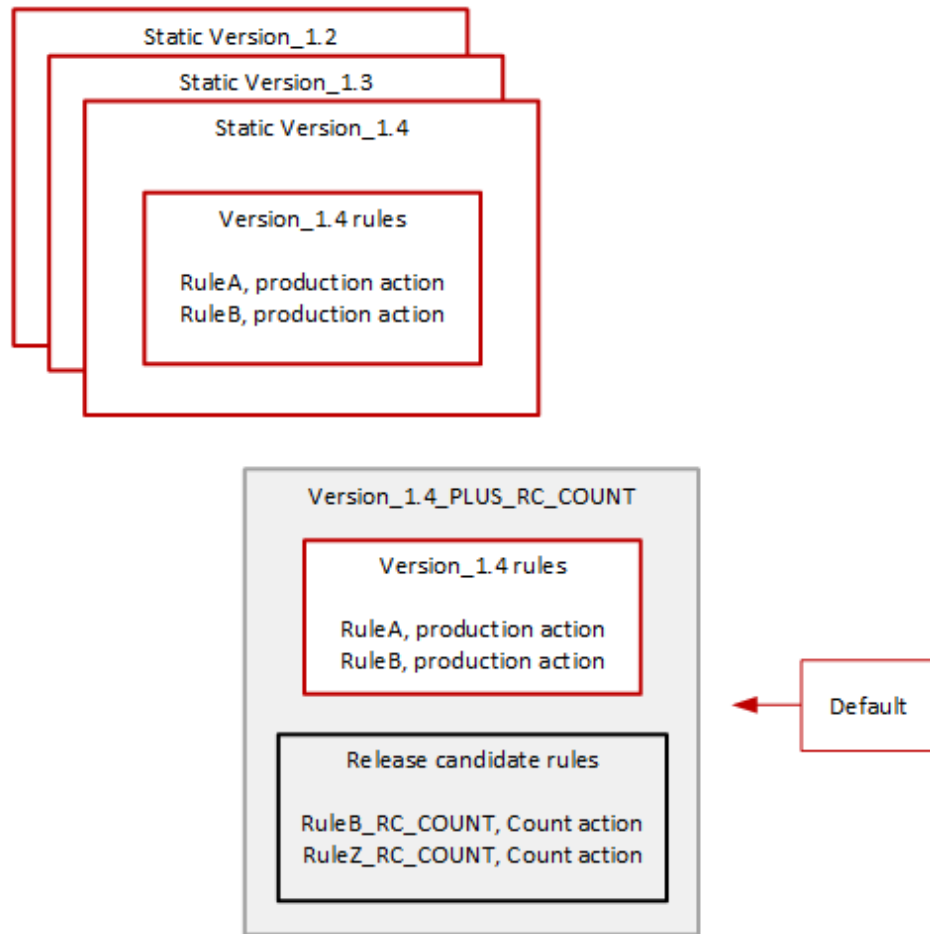 Static Version_1.2
Static Version_1.3
Static Version_1.4
Version_1.4 rules
RuleA, production action
RuleB, production action
Version_1.4_PLUS_RC_COUNT
Version_1.4 rules
RuleA, production action
RuleB, production action
Default
Release candidate rules
RuleB_RC_COUNT, Count action
RuleZ_RC_COUNT, Count action